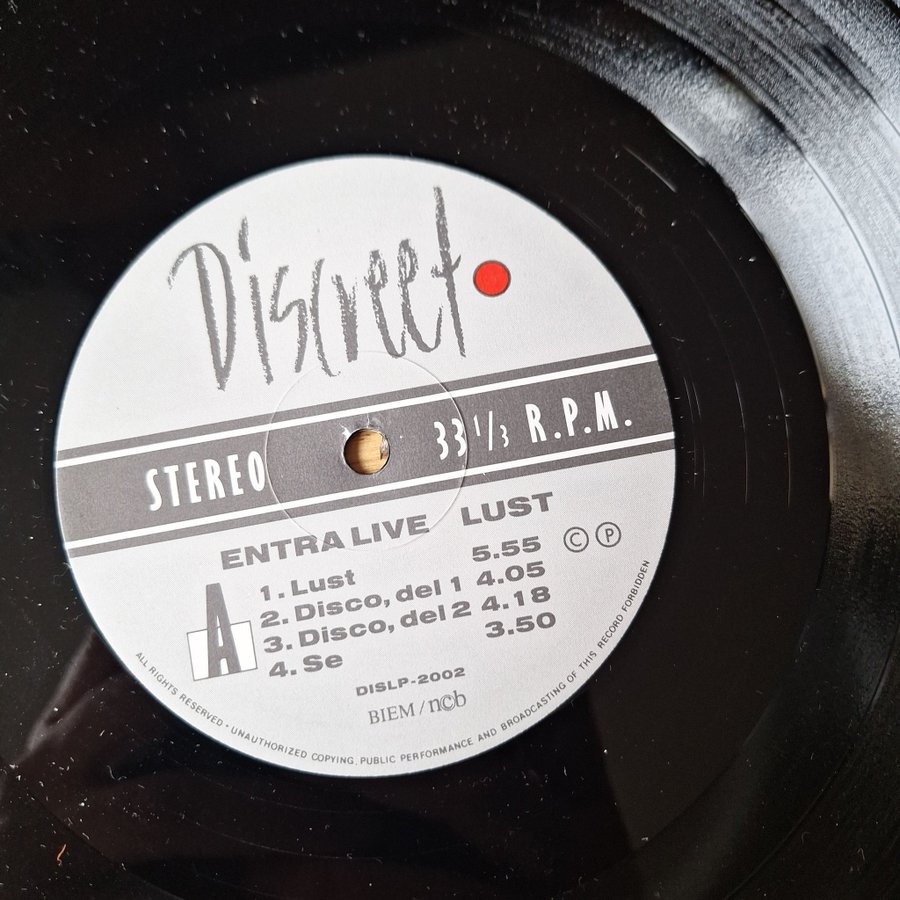 Discreet
STEREO 33 1/3 R.P.M.
ENTRA LIVE LUST
1. Lust 5.55 © ℗
2. Disco, del 1 4.05
3. Disco, del 2 4.18
4. Se 3.50
A
DISLP-2002
BIEM / n©b
ALL RIGHTS RESERVED • UNAUTHORIZED COPYING, PUBLIC PERFORMANCE AND BROADCASTING OF THIS RECORD FORBIDDEN